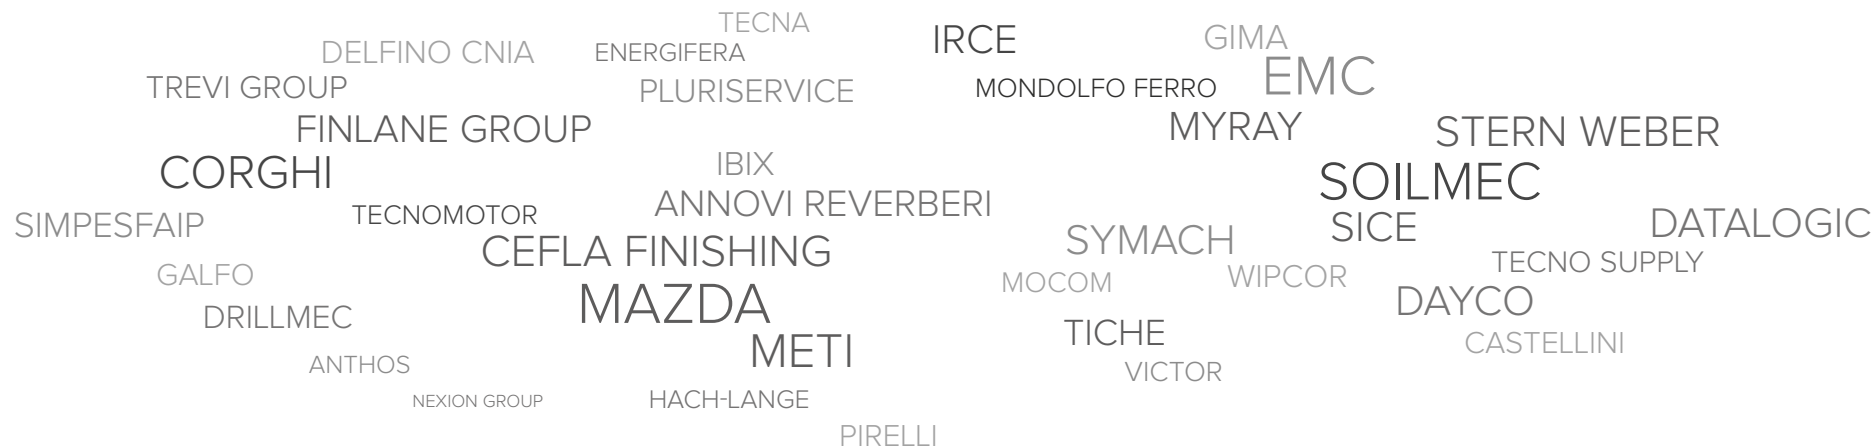 TECNA
IRCE
GIMA
DELFINO CNIA
ENERGIFERA
EMC
TREVI GROUP
PLURISERVICE
MONDOLFO FERRO
FINLANE GROUP
MYRAY
STERN WEBER
CORGHI
IBIX
SOILMEC
ANNOVI REVERBERI
SIMPESFAIP
TECNOMOTOR
SICE
DATALOGIC
CEFLA FINISHING
SYMACH
TECNO SUPPLY
GALFO
MOCOM
WIPCOR
MAZDA
DAYCO
DRILLMEC
TICHE
CASTELLINI
METI
ANTHOS
VICTOR
NEXION GROUP
HACH-LANGE
PIRELLI